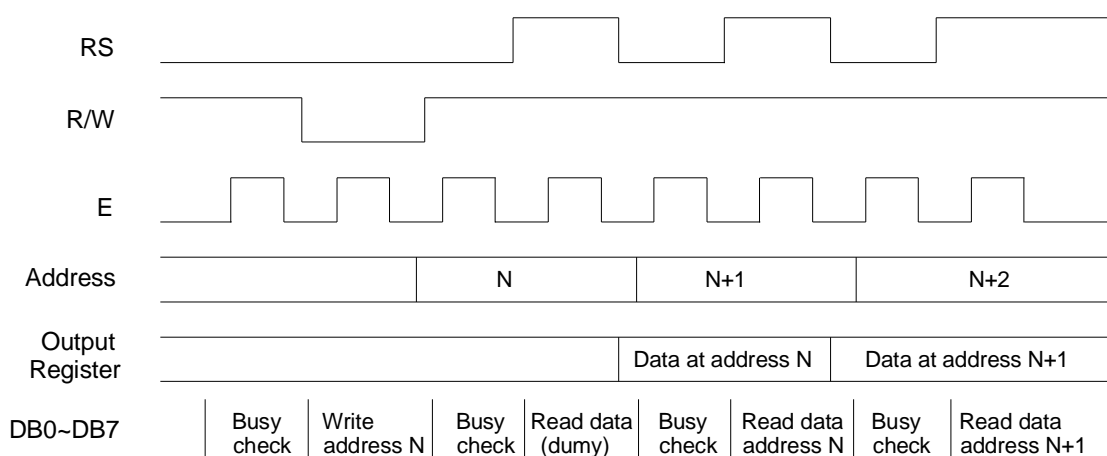 RS
R/W
E
Address
N
N+1
N+2
Output
Register
Data at address N
Data at address N+1
DB0~DB7
Busy
check
Write
address N
Busy
check
Read data
(dumy)
Busy
check
Read data
address N
Busy
check
Read data
address N+1